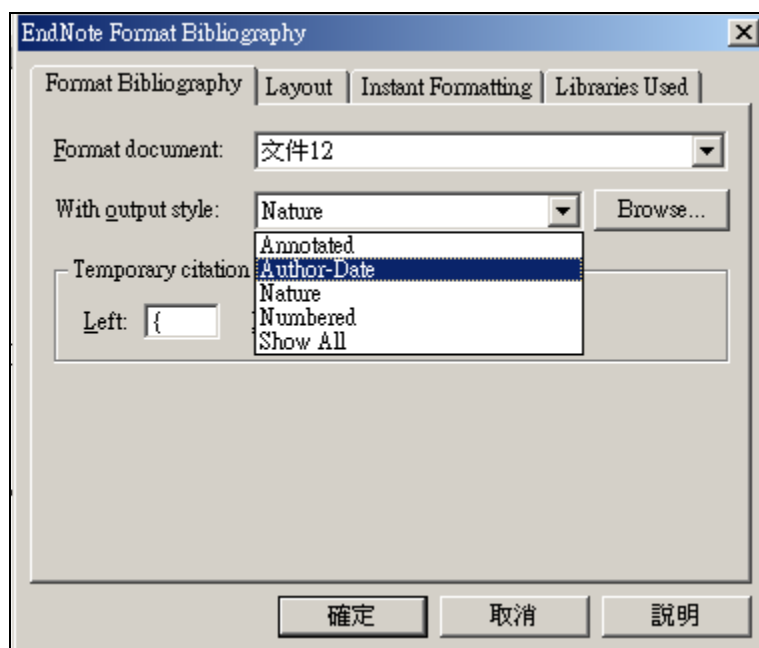 EndNote Format Bibliography
Format Bibliography Layout Instant Formatting Libraries Used
Format document: 文件12
With output style: Nature Browse...
Annotated
Temporary citation Author-Date
Nature
Left: { Numbered
Show All
確定 取消 說明